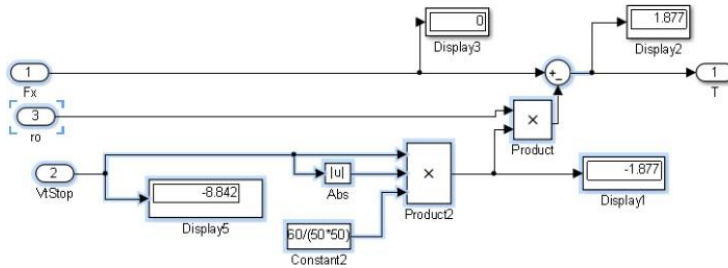 0
Display3
1.877
Display2
1
Fx
+
−
1
T
3
ro
×
Product
2
VtStop
-8.842
Display5
|u|
Abs
×
Product2
-1.877
Display1
60/(50*50)
Constant2